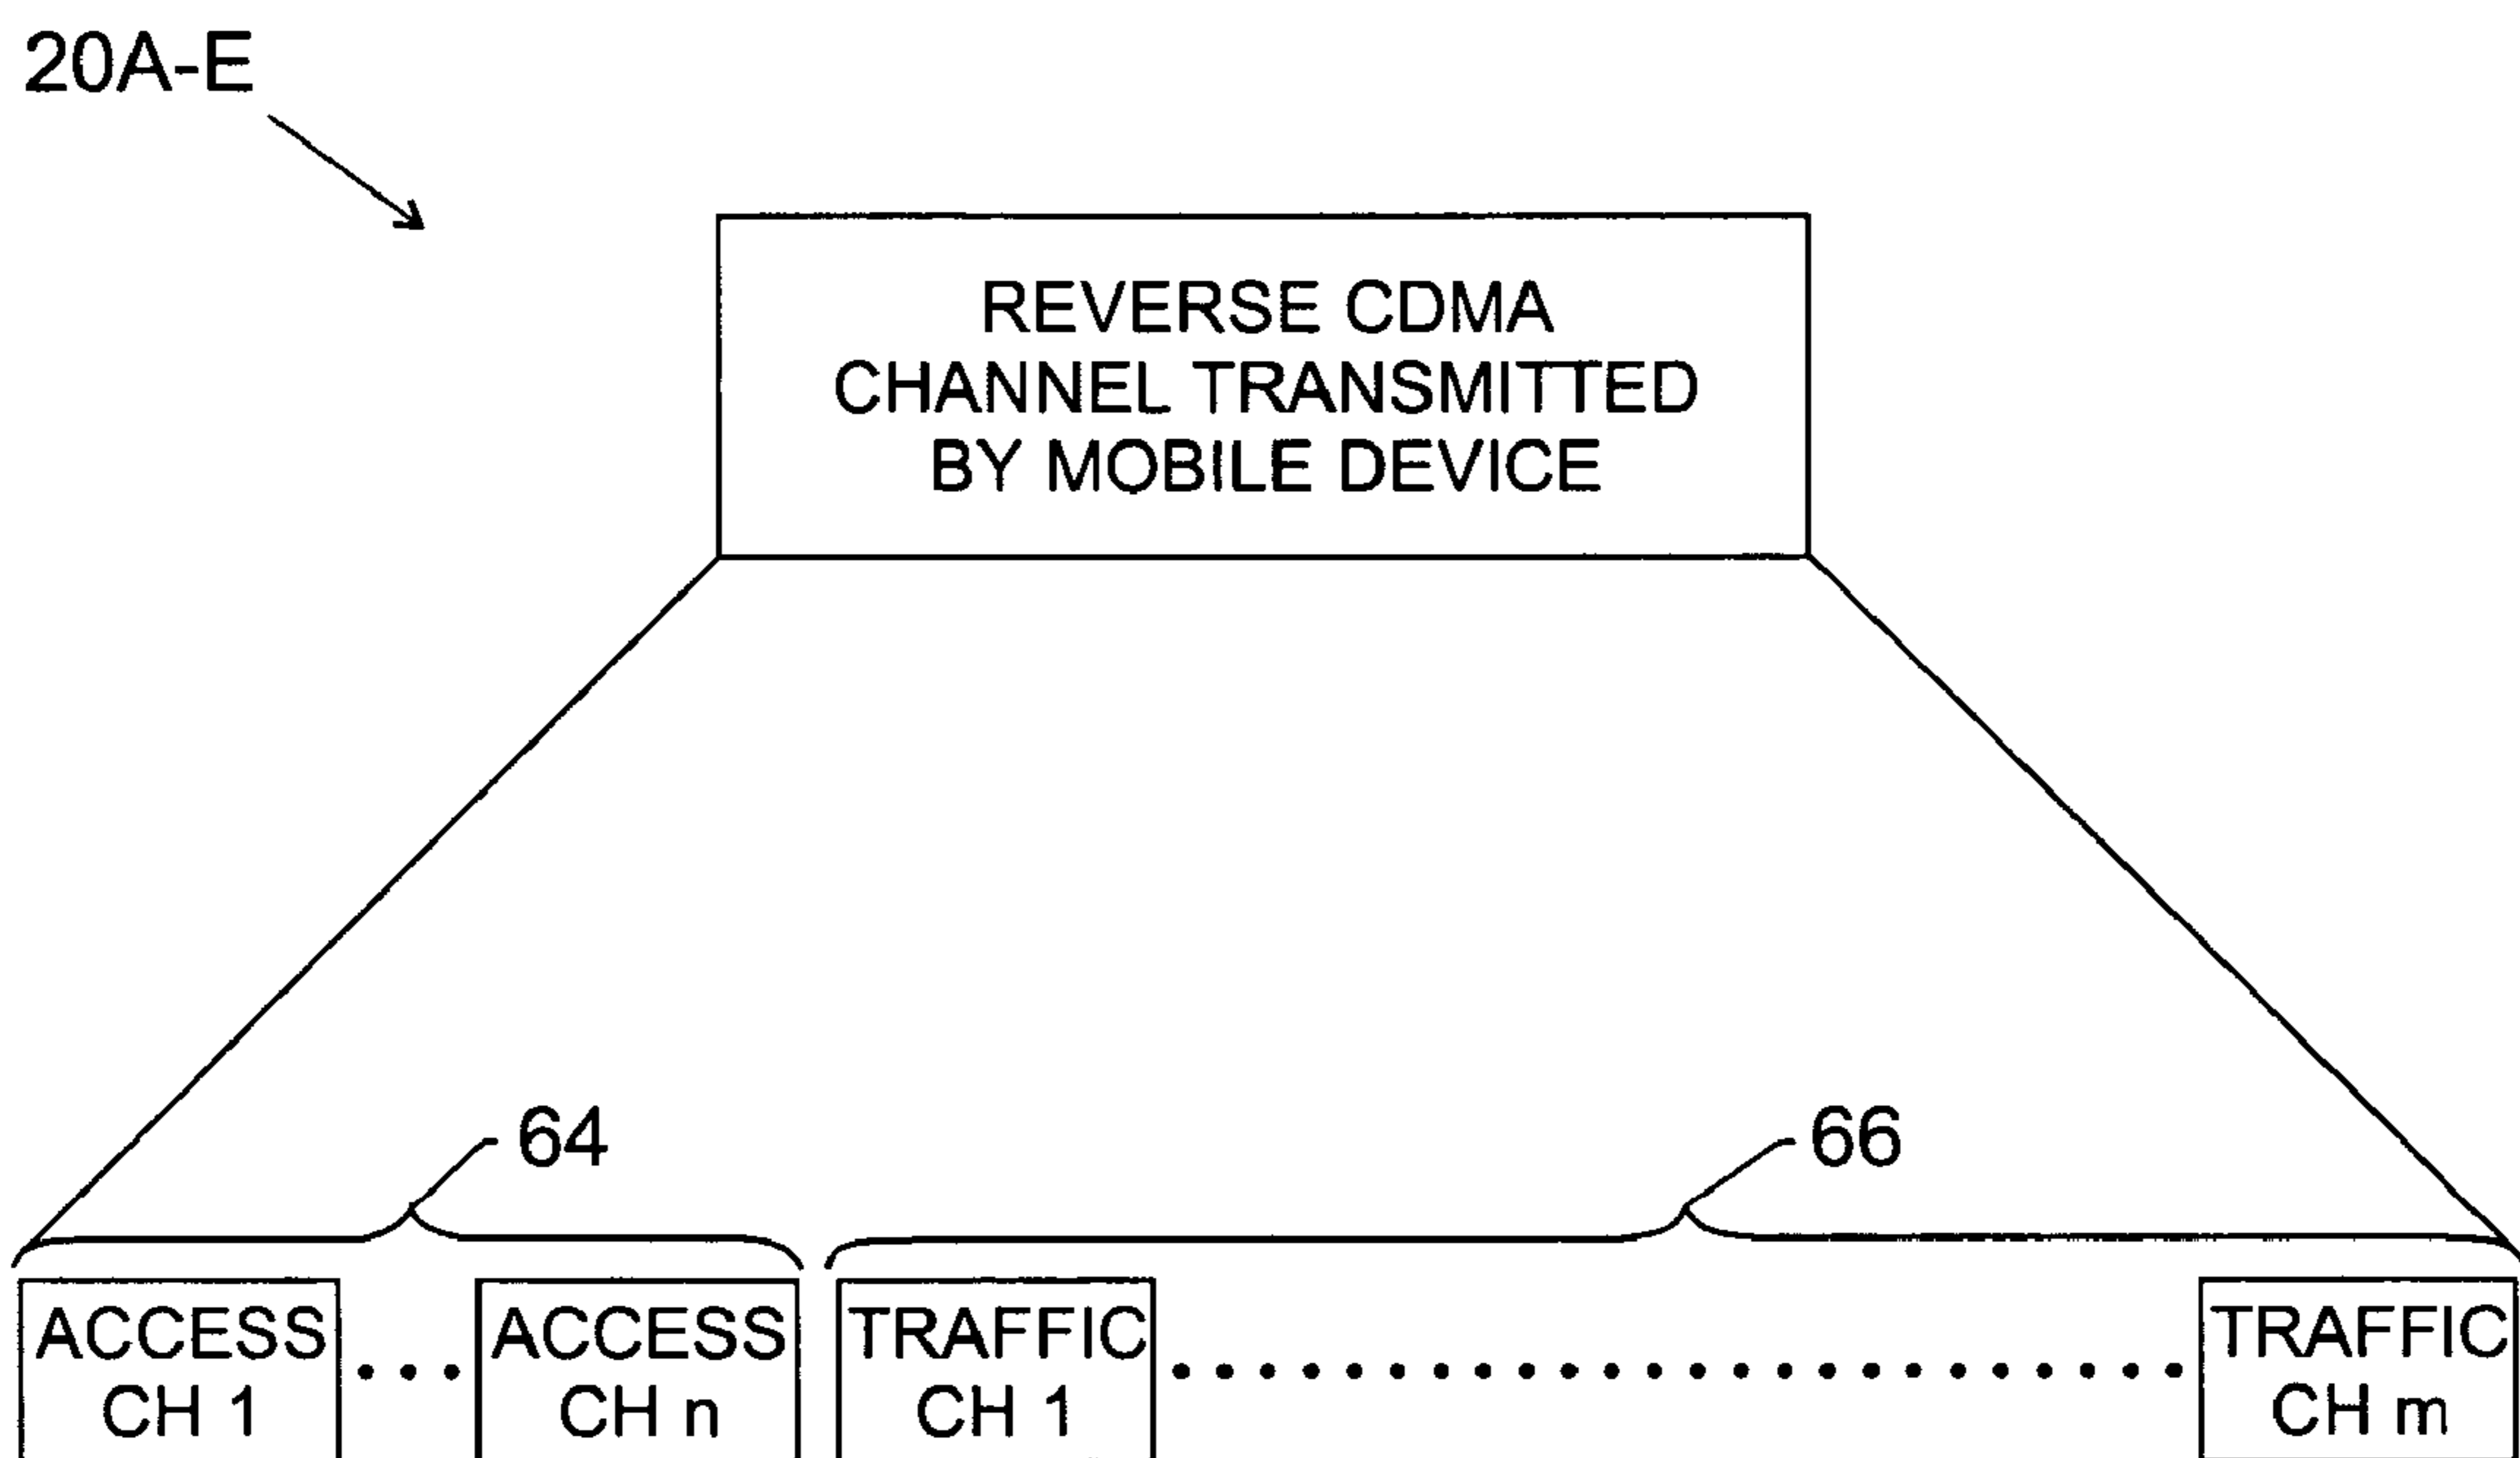 20A-E
REVERSE CDMA
CHANNEL TRANSMITTED
BY MOBILE DEVICE
64
66
ACCESS
CH 1
ACCESS
CH n
TRAFFIC
CH 1
TRAFFIC
CH m